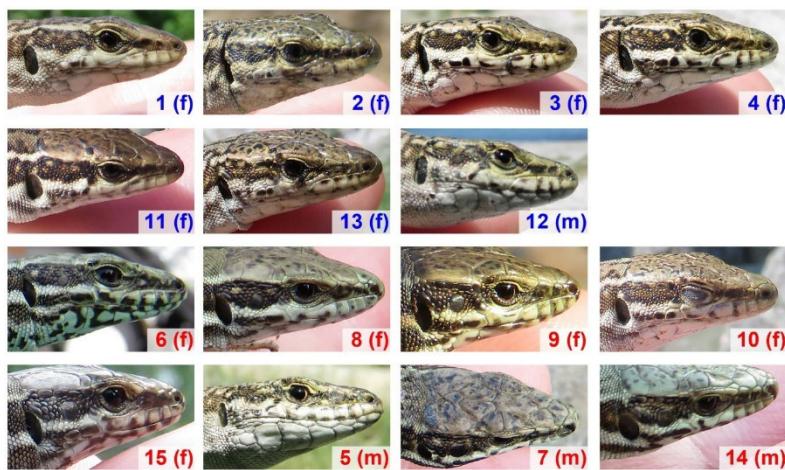 1 (f)
2 (f)
3 (f)
4 (f)
11 (f)
13 (f)
12 (m)
6 (f)
8 (f)
9 (f)
10 (f)
15 (f)
5 (m)
7 (m)
14 (m)